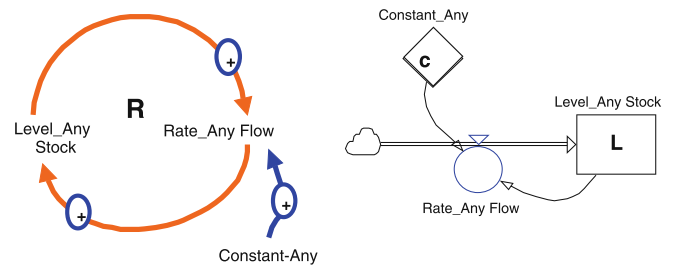 +
R
Level_Any
Stock
Rate_Any Flow
+
+
Constant-Any
Constant_Any
c
Level_Any Stock
L
Rate_Any Flow